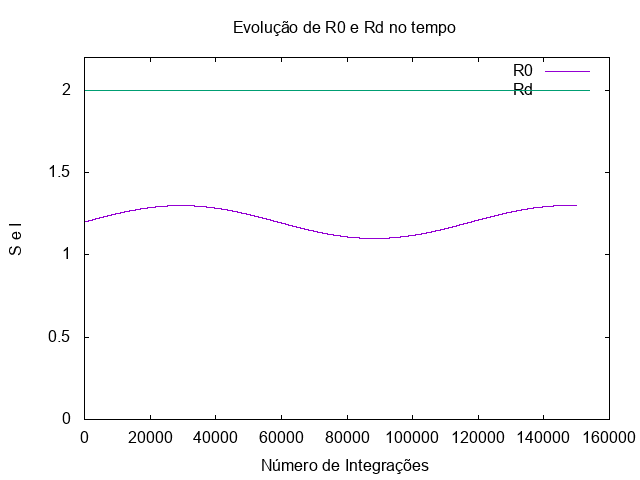 Evolução de R0 e Rd no tempo
R0
Rd
2
1.5
1
0.5
0
S e I
0 20000 40000 60000 80000 100000 120000 140000 160000
Número de Integrações